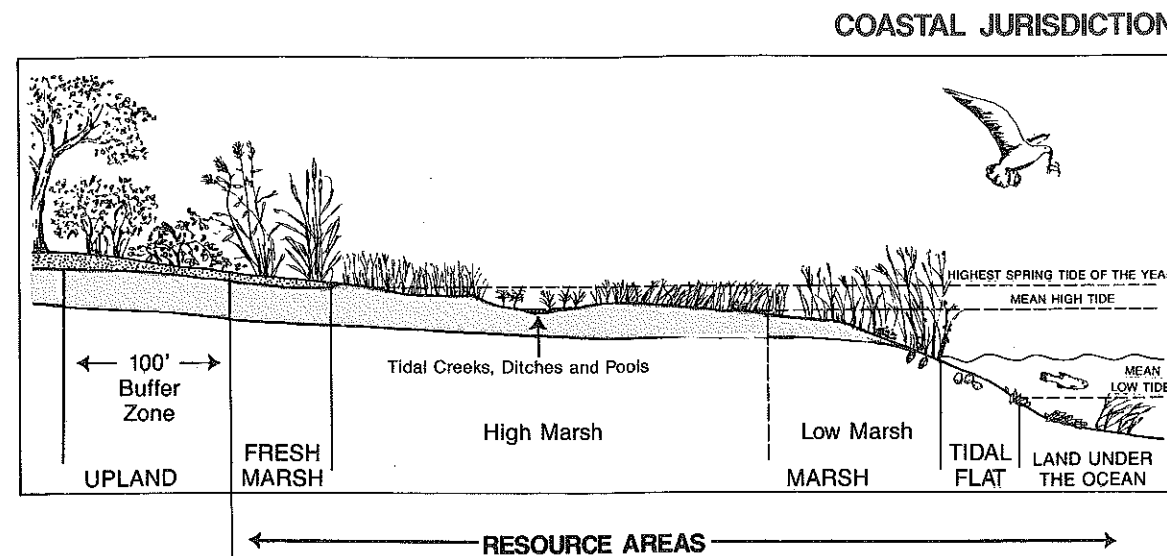 COASTAL JURISDICTION
HIGHEST SPRING TIDE OF THE YEA
MEAN HIGH TIDE
MEAN
LOW TIDE
100'
Buffer
Zone
Tidal Creeks, Ditches and Pools
High Marsh
Low Marsh
UPLAND
FRESH
MARSH
MARSH
TIDAL
FLAT
LAND UNDER
THE OCEAN
RESOURCE AREAS